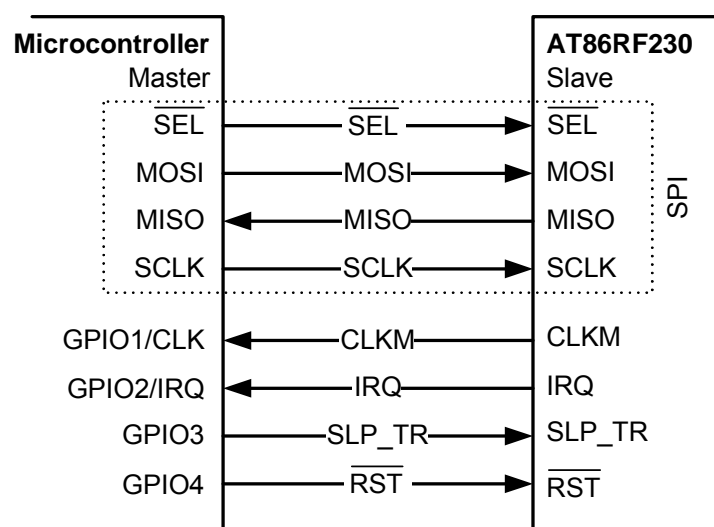 Microcontroller AT86RF230
Master Slave
SEL SEL SEL
MOSI MOSI MOSI
MISO MISO MISO
SCLK SCLK SCLK
SPI
GPIO1/CLK CLKM CLKM
GPIO2/IRQ IRQ IRQ
GPIO3 SLP_TR SLP_TR
GPIO4 RST RST